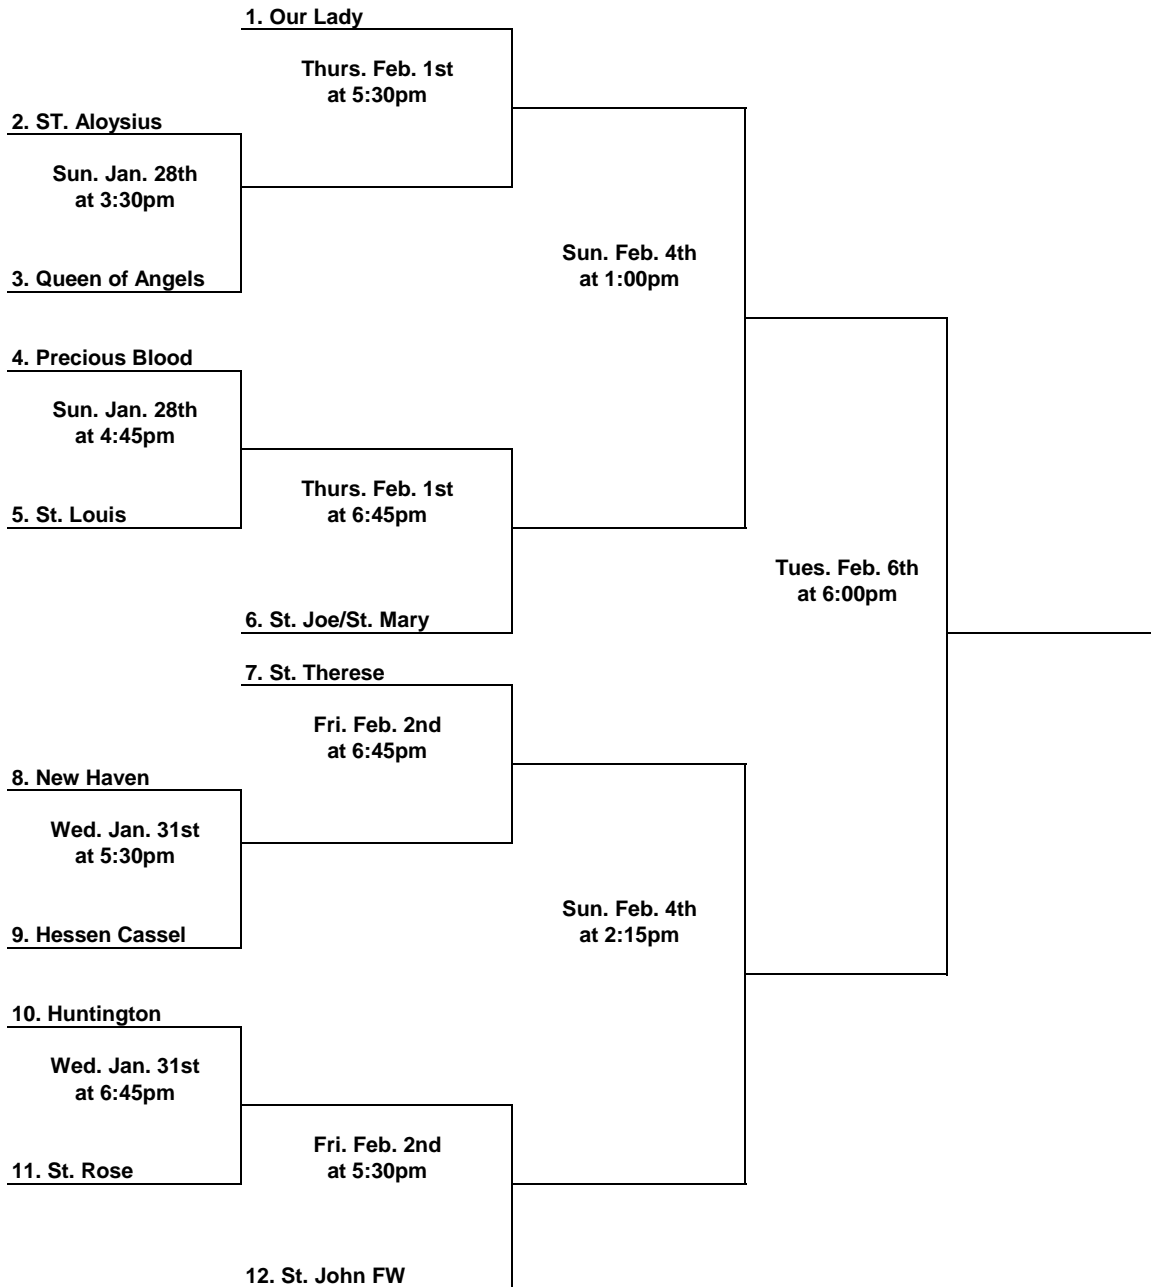 1. Our Lady
Thurs. Feb. 1st
at 5:30pm
2. ST. Aloysius
Sun. Jan. 28th
at 3:30pm
Sun. Feb. 4th
at 1:00pm
3. Queen of Angels
4. Precious Blood
Sun. Jan. 28th
at 4:45pm
Thurs. Feb. 1st
at 6:45pm
5. St. Louis
Tues. Feb. 6th
at 6:00pm
6. St. Joe/St. Mary
7. St. Therese
Fri. Feb. 2nd
at 6:45pm
8. New Haven
Wed. Jan. 31st
at 5:30pm
Sun. Feb. 4th
at 2:15pm
9. Hessen Cassel
10. Huntington
Wed. Jan. 31st
at 6:45pm
Fri. Feb. 2nd
at 5:30pm
11. St. Rose
12. St. John FW